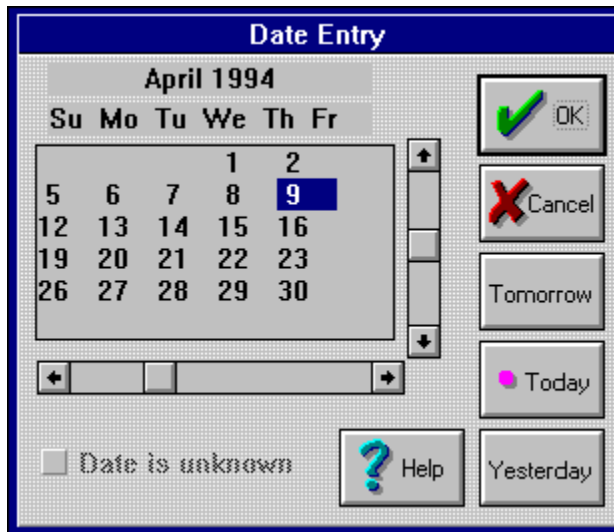 Date Entry
April 1994
Su Mo Tu We Th Fr
1 2
5 6 7 8 9
12 13 14 15 16
19 20 21 22 23
26 27 28 29 30
Date is unknown
OK
Cancel
Tomorrow
Today
Yesterday
Help